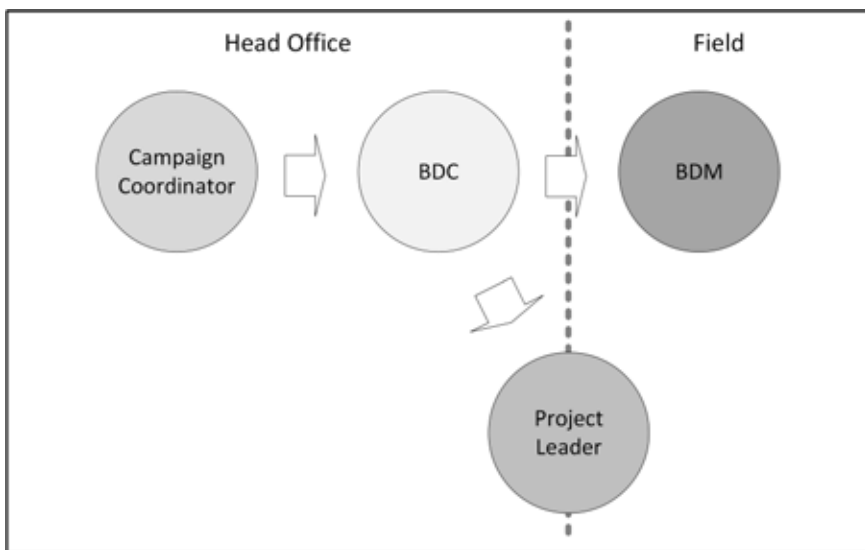 Head Office
Field
Campaign
Coordinator
BDC
BDM
Project
Leader